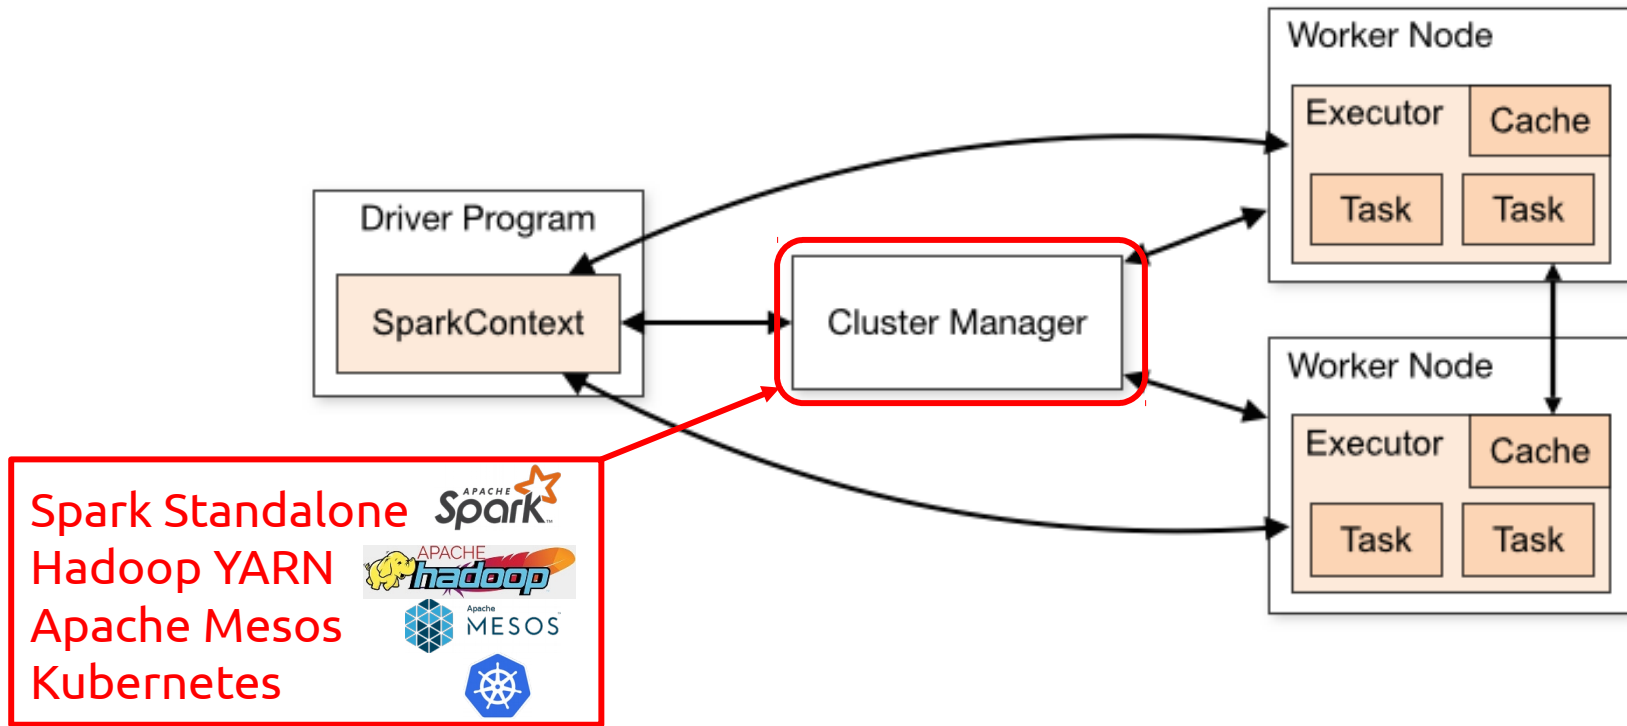 Worker Node
Executor
Cache
Task
Task
Driver Program
SparkContext
Cluster Manager
Worker Node
Executor
Cache
Task
Task
Spark Standalone
APACHE
Spark
TM
Hadoop YARN
APACHE
hadoop
Apache Mesos
Apache
MESOS
Kubernetes